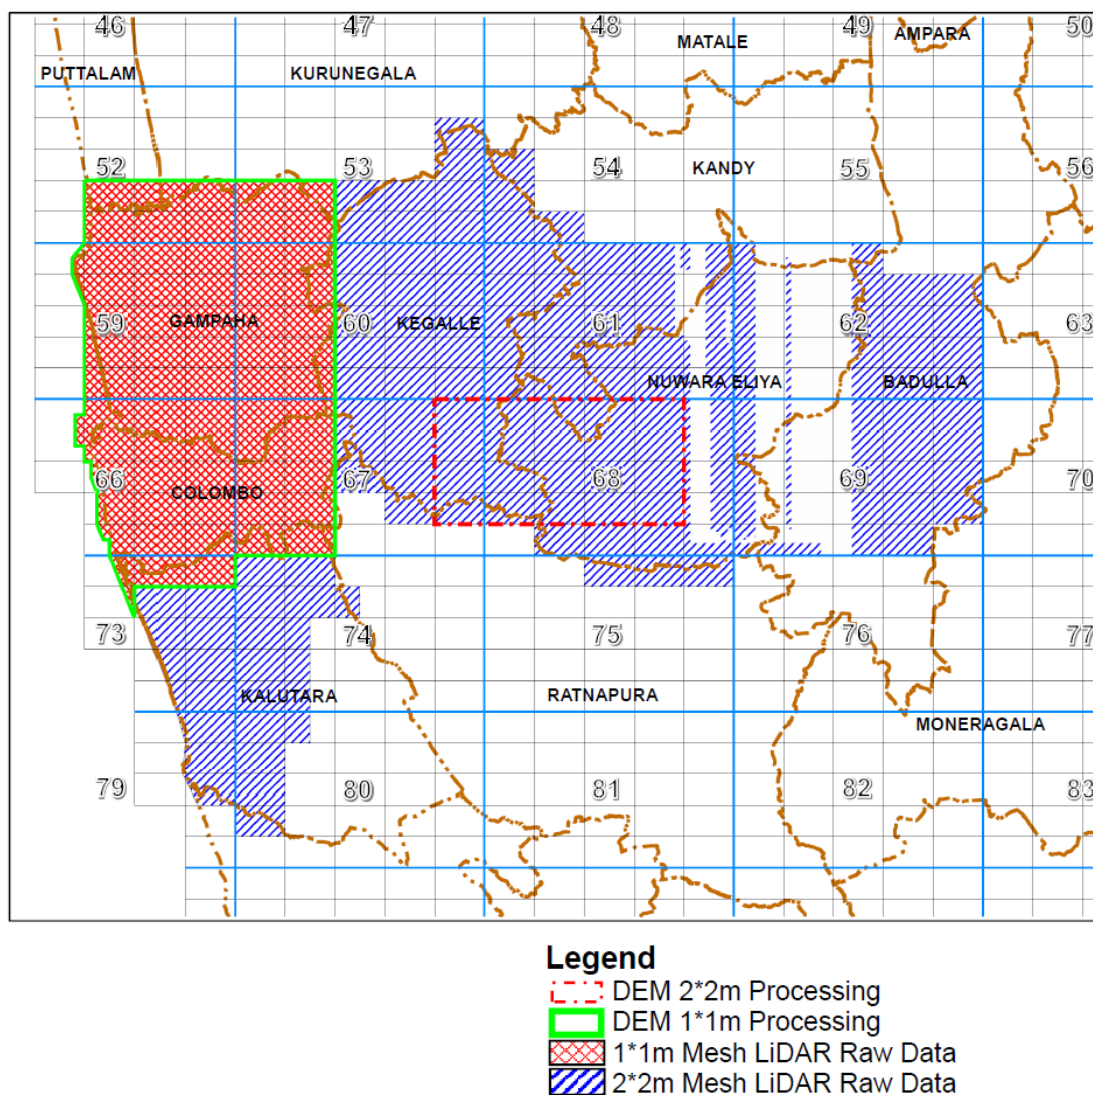 46 47 48 49 50
MATALE AMPARA
PUTTALAM KURUNEGALA
52 53 54 55 56
KANDY
59 GAMPAHA 60 KEGALLE 61 62 63
NUWARA ELIYA BADULLA
66 COLOMBO 67 68 69 70
73 74 75 76 77
KALUTARA RATNAPURA
MONERAGALA
79 80 81 82 83
Legend
DEM 2*2m Processing
DEM 1*1m Processing
1*1m Mesh LiDAR Raw Data
2*2m Mesh LiDAR Raw Data